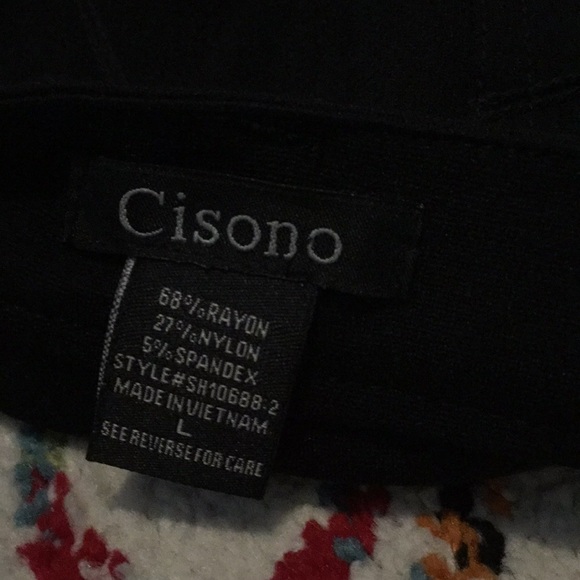 Cisono
68%RAYON
27%NYLON
5%SPANDEX
STYLE#SH10688:2
MADE IN VIETNAM
L
SEE REVERSE FOR CARE